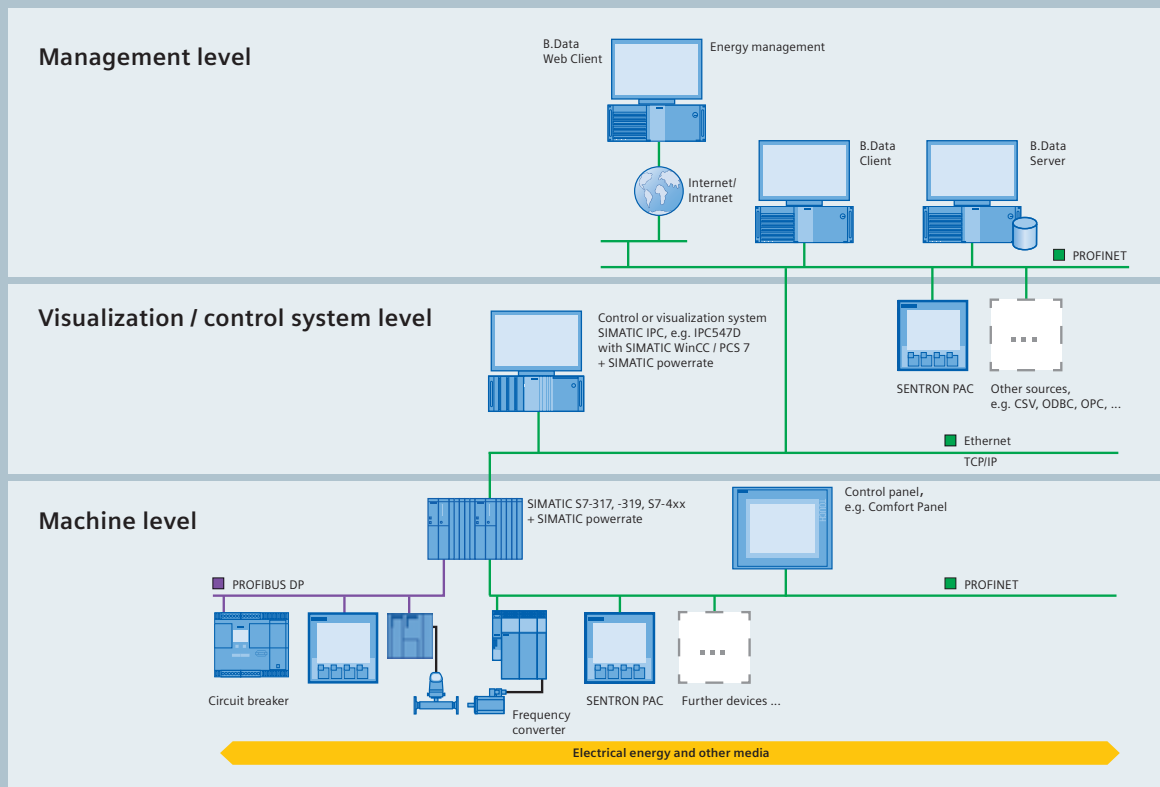 Management level
B.Data
Web Client
Energy management
B.Data
Client
B.Data
Server
Internet/
Intranet
PROFINET
Visualization / control system level
Control or visualization system
SIMATIC IPC, e.g. IPC547D
with SIMATIC WinCC / PCS 7
+ SIMATIC powerrate
SENTRON PAC
Other sources,
e.g. CSV, ODBC, OPC, ...
Ethernet
TCP/IP
Machine level
SIMATIC S7-317, -319, S7-4xx
+ SIMATIC powerrate
Control panel,
e.g. Comfort Panel
PROFIBUS DP
PROFINET
Circuit breaker
Frequency
converter
SENTRON PAC
Further devices ...
Electrical energy and other media